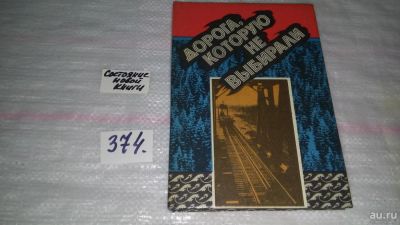 Состояние
новой
книги
374.
ДОРОГА,
КОТОРУЮ
НЕ
ВЫБИРАЛИ
au.ru